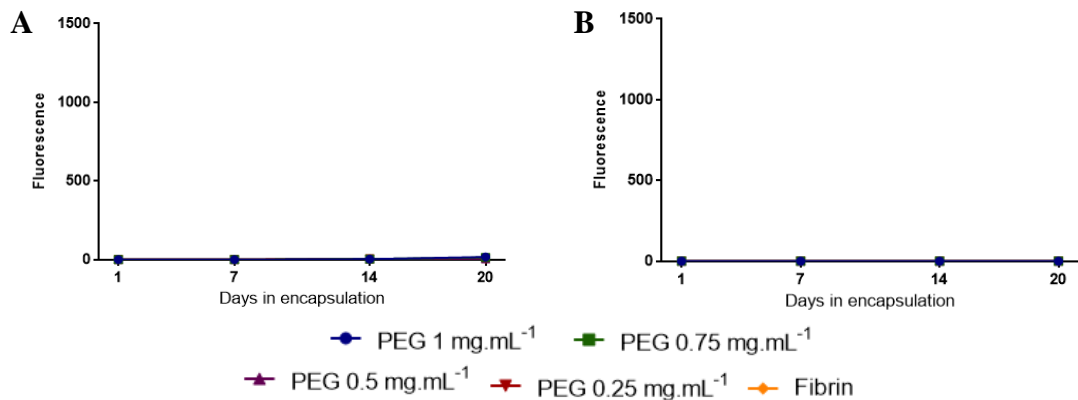 A
B
1500
1000
500
0
Fluorescence
1
7
14
20
Days in encapsulation
1500
1000
500
0
Fluorescence
1
7
14
20
Days in encapsulation
PEG 1 mg.mL⁻¹
PEG 0.75 mg.mL⁻¹
PEG 0.5 mg.mL⁻¹
PEG 0.25 mg.mL⁻¹
Fibrin